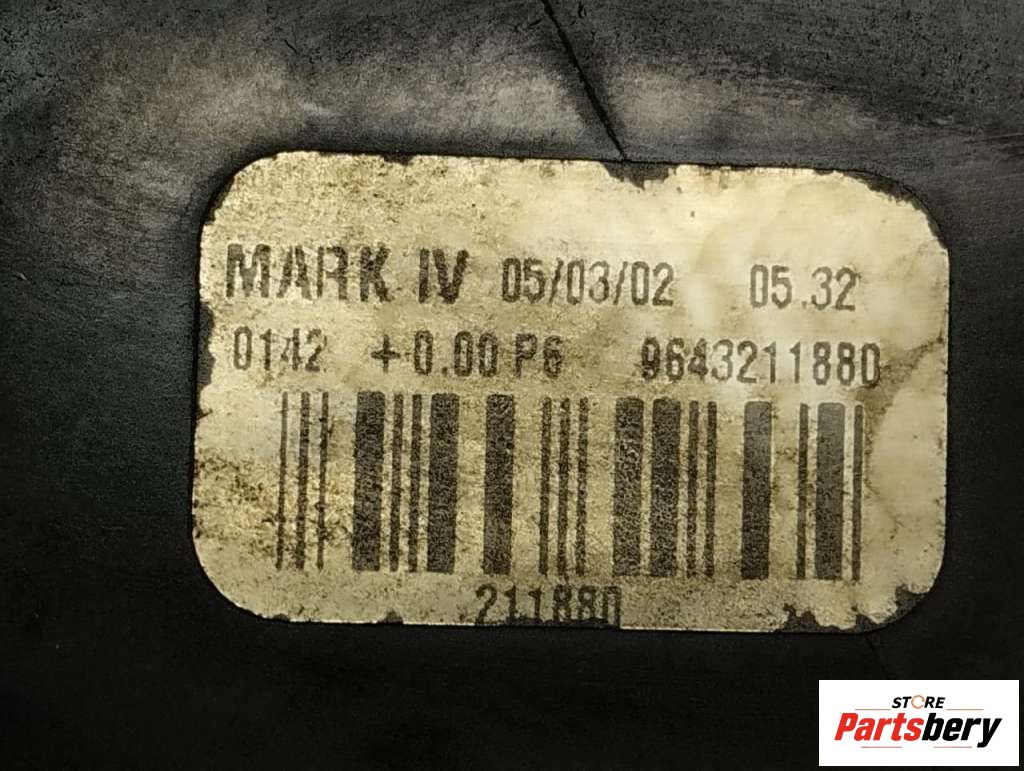 MARK IV 05/03/02 05.32
0142 +0.00 P6 9643211880
211880
STORE
Partsbery